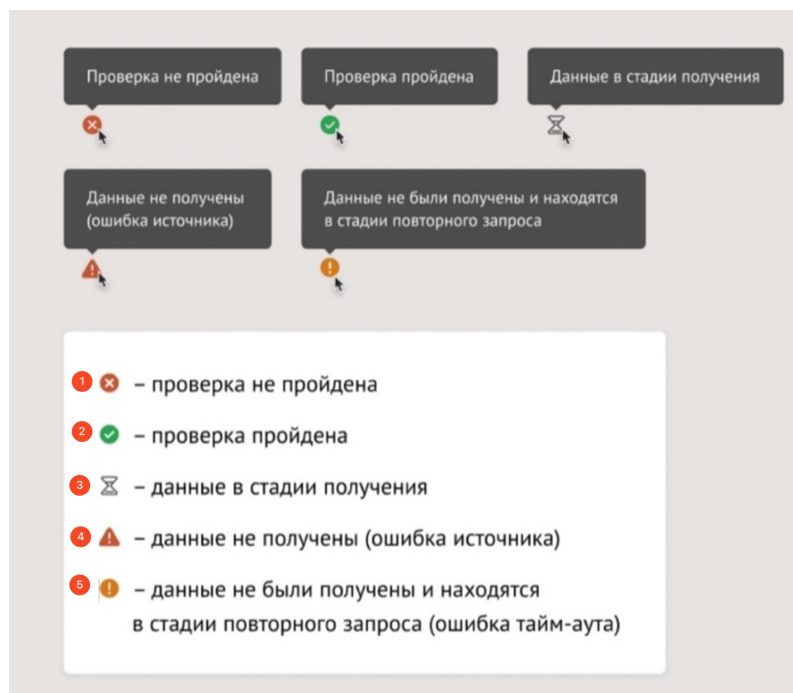 Проверка не пройдена
Проверка пройдена
Данные в стадии получения
Данные не получены
(ошибка источника)
Данные не были получены и находятся
в стадии повторного запроса
1 – проверка не пройдена
2 – проверка пройдена
3 – данные в стадии получения
4 – данные не получены (ошибка источника)
5 – данные не были получены и находятся
в стадии повторного запроса (ошибка тайм-аута)